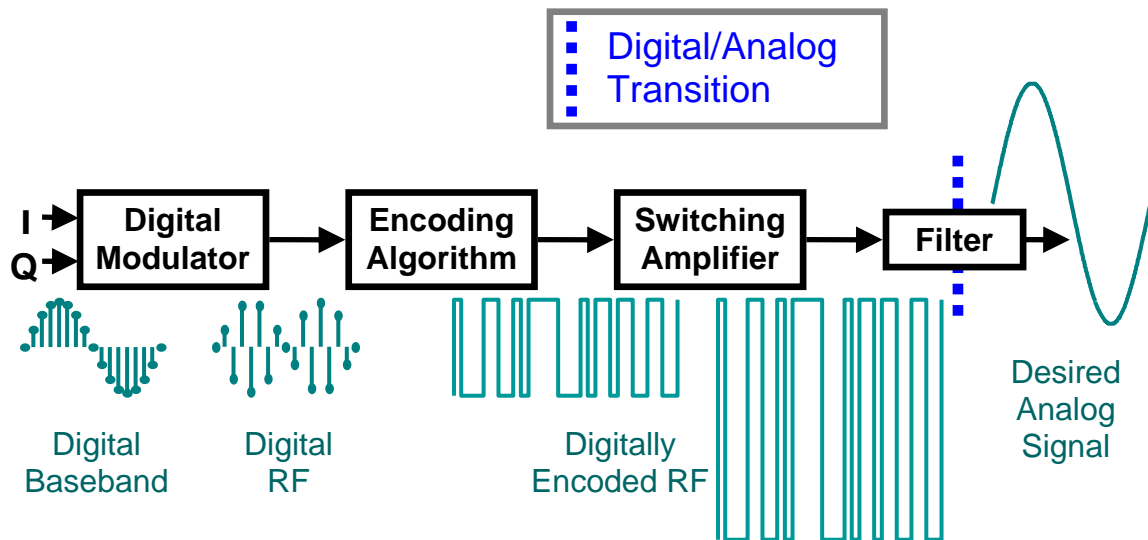 Digital/Analog
Transition
I
Q
Digital
Modulator
Encoding
Algorithm
Switching
Amplifier
Filter
Digital
Baseband
Digital
RF
Digitally
Encoded RF
Desired
Analog
Signal